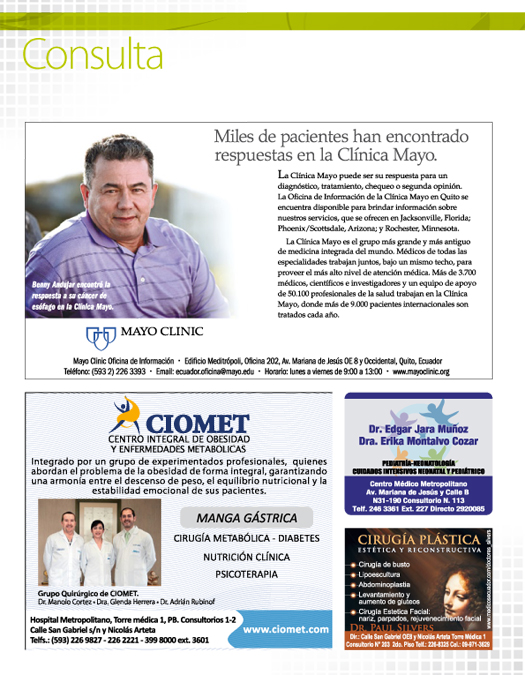 Consulta
Miles de pacientes han encontrado
respuestas en la Clínica Mayo.
La Clínica Mayo puede ser su respuesta para un
diagnóstico, tratamiento, chequeo o segunda opinión.
La Oficina de Información de la Clínica Mayo en Quito se
encuentra disponible para brindar información sobre
nuestros servicios, que se ofrecen en Jacksonville, Florida;
Phoenix/Scottsdale, Arizona; y Rochester, Minnesota.
La Clínica Mayo es el grupo más grande y más antiguo
de medicina integrada del mundo. Médicos de todas las
especialidades trabajan juntos, bajo un mismo techo, para
proveer el más alto nivel de atención médica. Más de 3.700
médicos, científicos e investigadores y un equipo de apoyo
de 50.100 profesionales de la salud trabajan en la Clínica
Mayo, donde más de 9.000 pacientes internacionales son
tratados cada año.
Benny Andujar encontró la
respuesta a su cáncer de
esófago en la Clínica Mayo.
MAYO CLINIC
Mayo Clinic Oficina de Información · Edificio Meditrópoli, Oficina 202, Av. Mariana de Jesús OE 8 y Occidental, Quito, Ecuador
Teléfono: (593 2) 226 3393 · Email: ecuador.oficina@mayo.edu · Horario: lunes a viernes de 9:00 a 13:00 · www.mayoclinic.org
CIOMET
CENTRO INTEGRAL DE OBESIDAD
Y ENFERMEDADES METABOLICAS
Integrado por un grupo de experimentados profesionales, quienes
abordan el problema de la obesidad de forma integral, garantizando
una armonía entre el descenso de peso, el equilibrio nutricional y la
estabilidad emocional de sus pacientes.
MANGA GÁSTRICA
CIRUGÍA METABÓLICA - DIABETES
NUTRICIÓN CLÍNICA
PSICOTERAPIA
Grupo Quirúrgico de CIOMET.
Dr. Manolo Cortez · Dra. Glenda Herrera · Dr. Adrián Rubinof
Hospital Metropolitano, Torre médica 1, PB. Consultorios 1-2
Calle San Gabriel s/n y Nicolás Arteta
Telfs.: (593) 226 9827 - 226 2221 - 399 8000 ext. 3601
www.ciomet.com
Dr. Edgar Jara Muñoz
Dra. Erika Montalvo Cozar
PEDIATRÍA-NEONATOLOGÍA
CUIDADOS INTENSIVOS NEONATAL Y PEDIÁTRICO
Centro Médico Metropolitano
Av. Mariana de Jesús y Calle B
N31-190 Consultorio N. 113
Telf. 246 3361 Ext. 227 Directo 2920085
CIRUGÍA PLÁSTICA
ESTÉTICA Y RECONSTRUCTIVA
Cirugía de busto
Lipoescultura
Abdominoplastia
Levantamiento y
aumento de glúteos
Cirugía Estetica Facial:
nariz, parpados, rejuvenecimiento facial
DR. PAUL SILVERS
Dir.: Calle San Gabriel OE9 y Nicolás Arteta Torre Médica 1
Consultorio N° 203 2do. Piso Telf.: 226-8325 Cel.: 09-971-3629